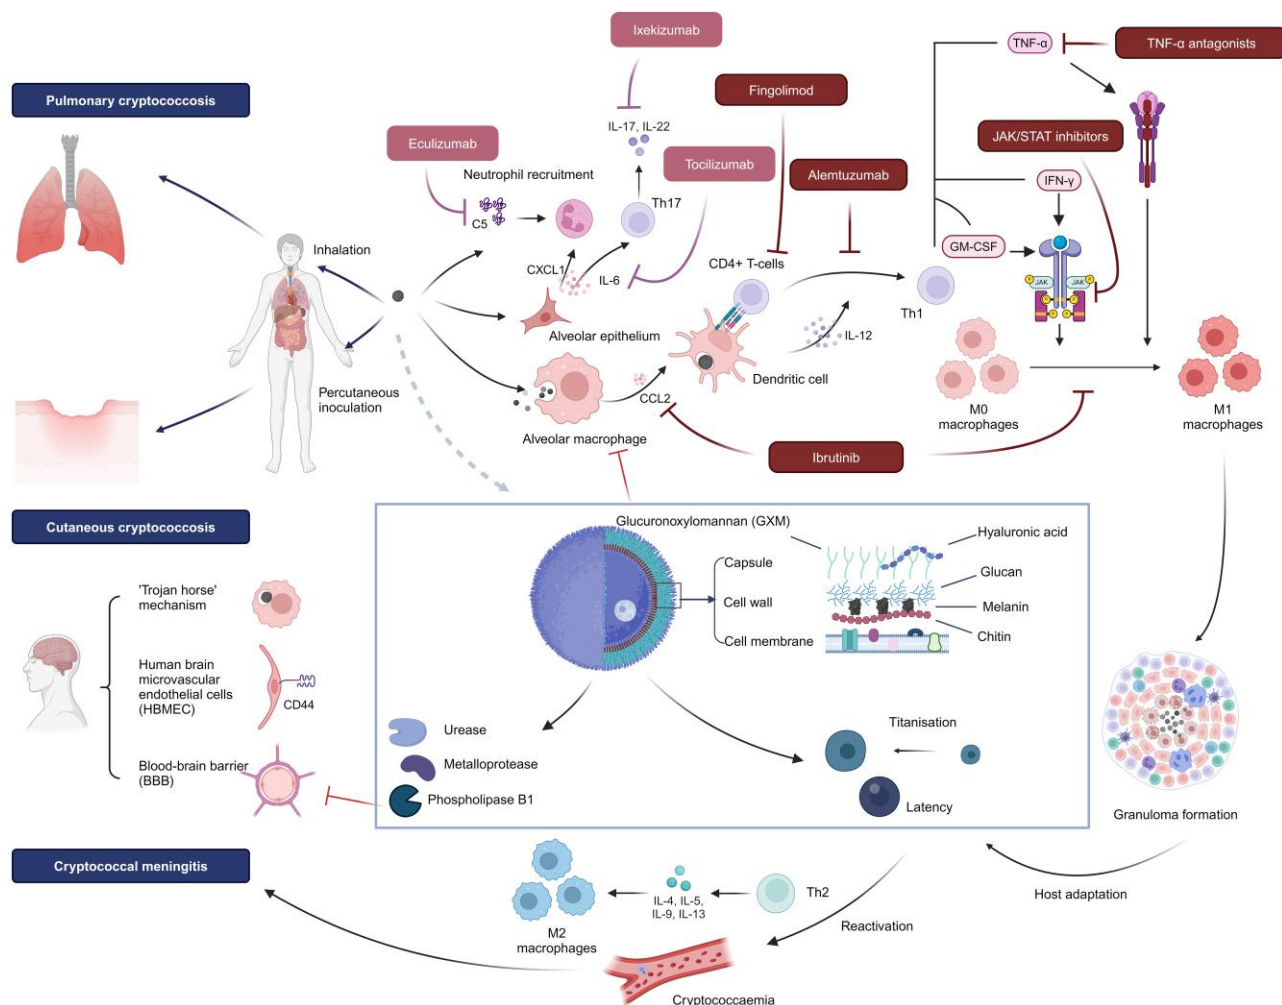 Ixekizumab
TNF-α
TNF-α antagonists
Pulmonary cryptococcosis
Fingolimod
IL-17, IL-22
Eculizumab
Tocilizumab
JAK/STAT inhibitors
Neutrophil recruitment
Alemtuzumab
IFN-γ
Th17
C5
Inhalation
GM-CSF
CXCL1
IL-6
CD4+ T-cells
JAK
JAK
P
P
P
P
P
P
Th1
Alveolar epithelium
IL-12
Dendritic cell
Percutaneous
inoculation
CCL2
M0
macrophages
M1
macrophages
Alveolar macrophage
Ibrutinib
Cutaneous cryptococcosis
Glucuronoxylomannan (GXM)
Hyaluronic acid
Capsule
Glucan
Cell wall
Melanin
Cell membrane
Chitin
'Trojan horse'
mechanism
Human brain
microvascular
endothelial cells
(HBMEC)
CD44
Blood-brain barrier
(BBB)
Urease
Metalloprotease
Phospholipase B1
Titanisation
Latency
Granuloma formation
Cryptococcal meningitis
Th2
IL-4, IL-5,
IL-9, IL-13
M2
macrophages
Host adaptation
Reactivation
Cryptococcaemia